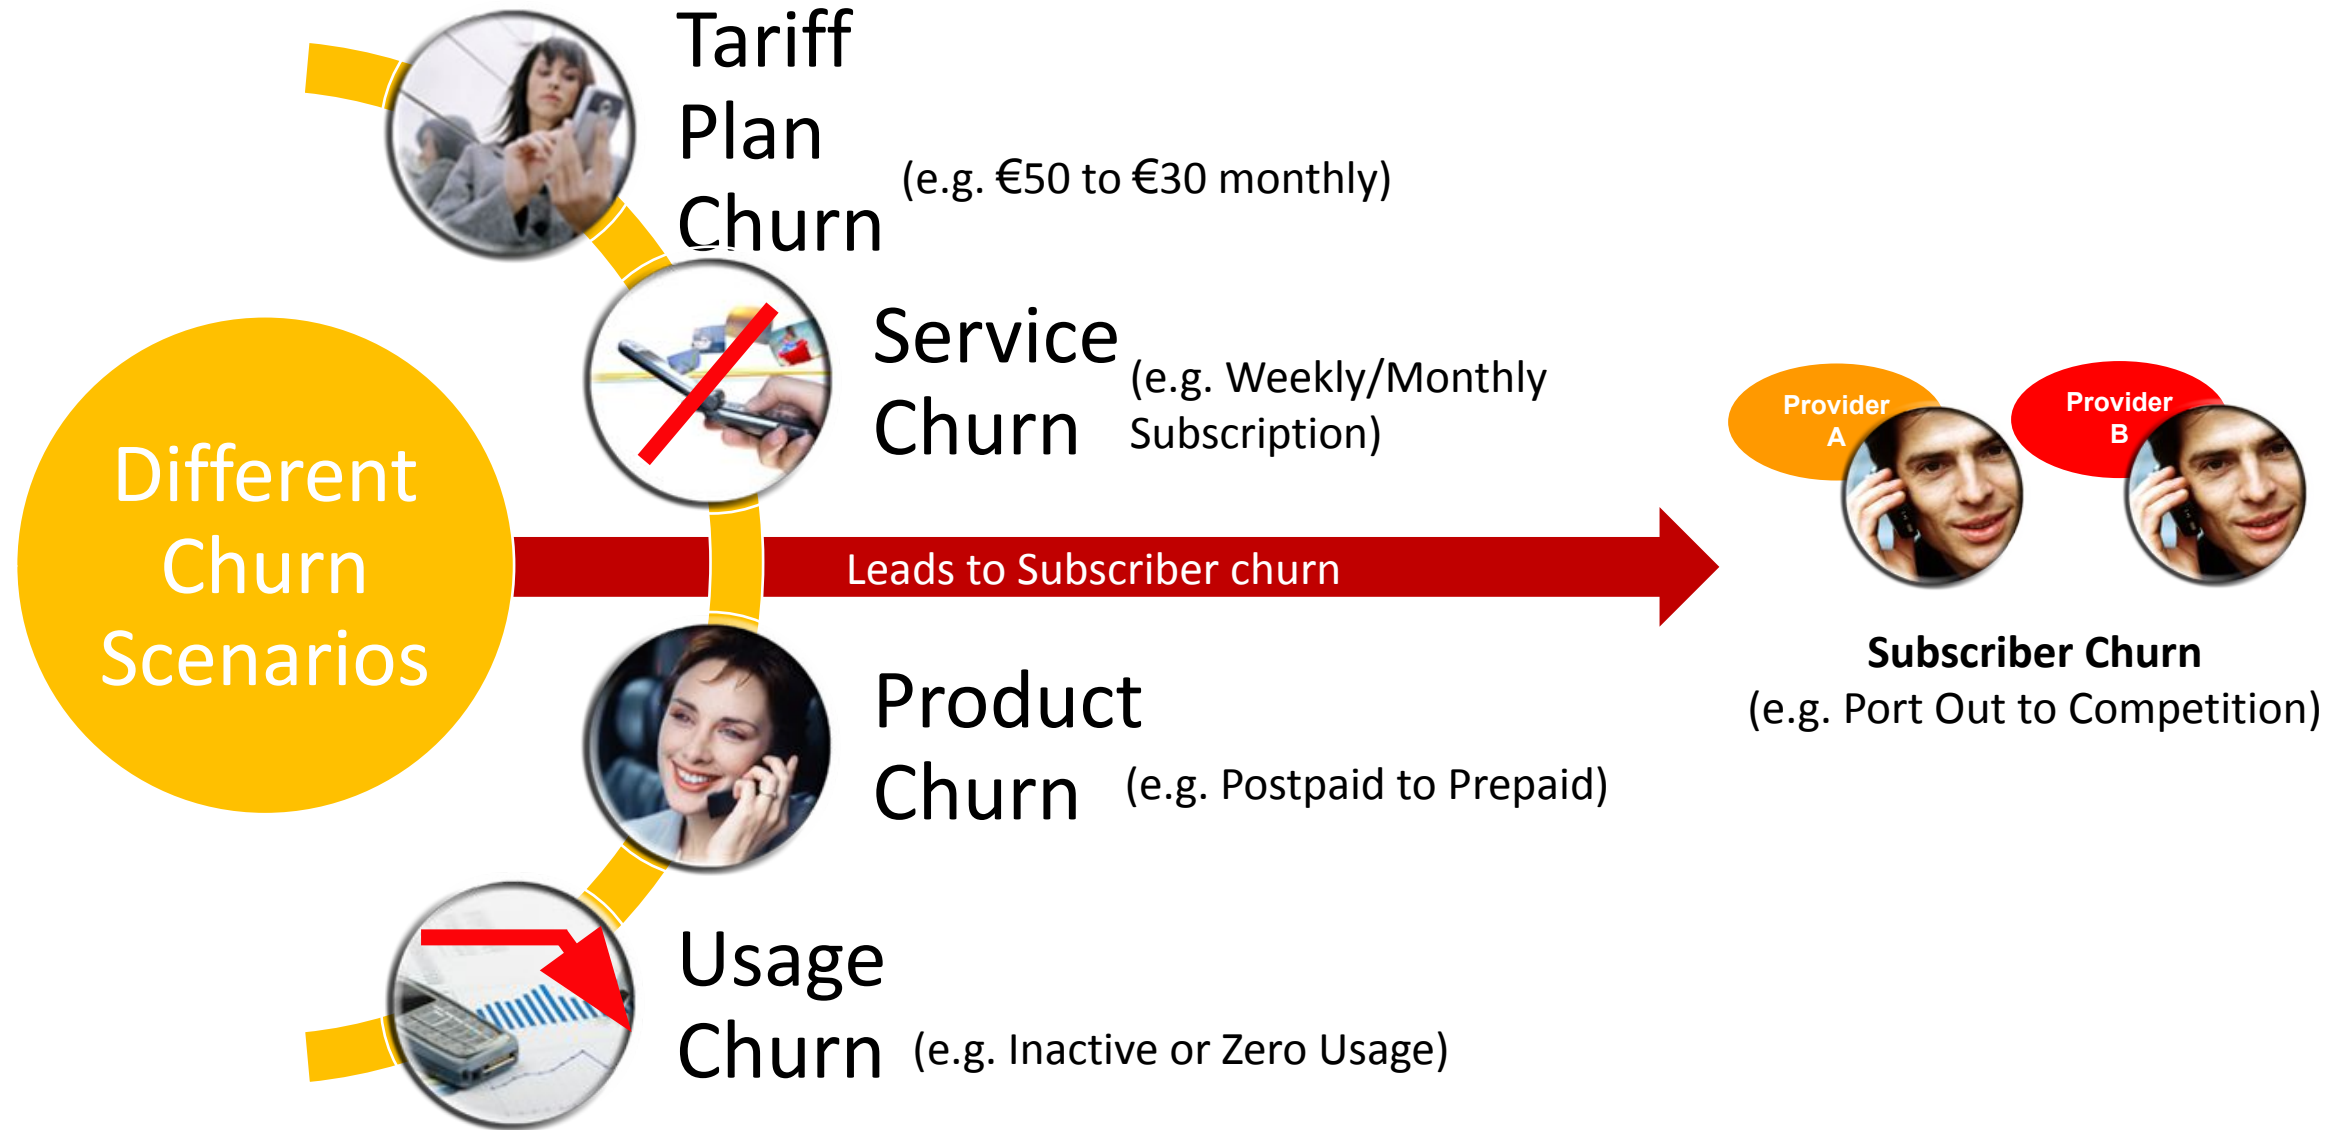 Different
Churn
Scenarios
Tariff
Plan
Churn
(e.g. €50 to €30 monthly)
Service
Churn
(e.g. Weekly/Monthly
Subscription)
Leads to Subscriber churn
Product
Churn
(e.g. Postpaid to Prepaid)
Usage
Churn
(e.g. Inactive or Zero Usage)
Provider
A
Provider
B
Subscriber Churn
(e.g. Port Out to Competition)